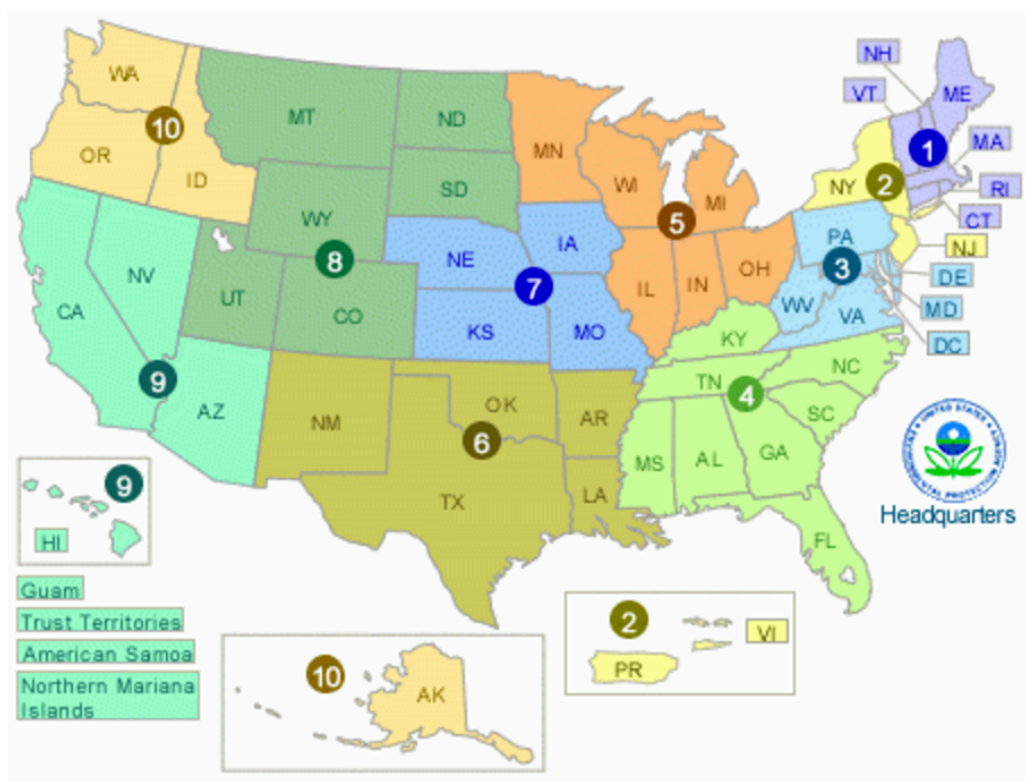 NH
VT
ME
WA
MT
ND
10
MN
1
MA
OR
ID
SD
WI
MI
NY
2
RI
CT
WY
5
PA
NJ
NE
IA
8
7
3
DE
NV
UT
IL
IN
OH
WV
MD
CA
CO
KS
MO
VA
DC
KY
9
TN
4
NC
AZ
NM
OK
6
AR
SC
GA
MS
AL
TX
LA
UNITED STATES
ENVIRONMENTAL PROTECTION AGENCY
Headquarters
9
HI
FL
Guam
Trust Territories
American Samoa
Northern Mariana
Islands
10
AK
2
VI
PR